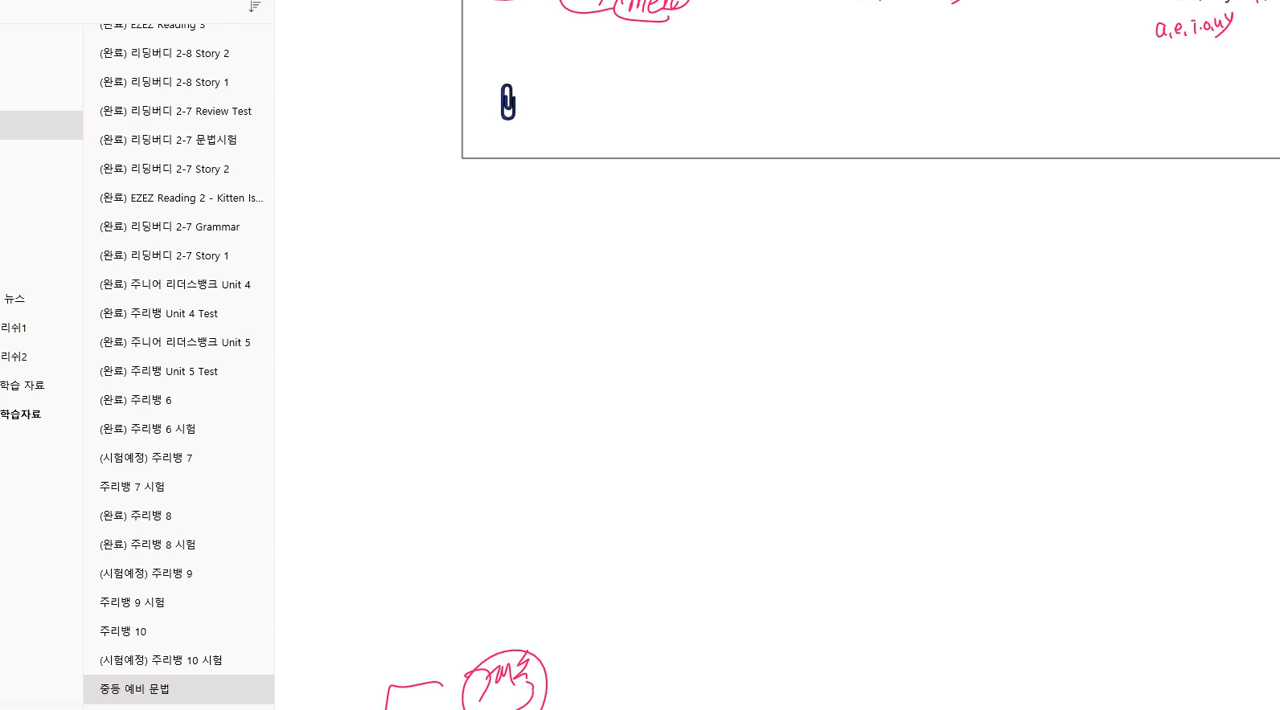 (완료) EZEZ Reading 3
(완료) 리딩버디 2-8 Story 2
(완료) 리딩버디 2-8 Story 1
(완료) 리딩버디 2-7 Review Test
(완료) 리딩버디 2-7 문법시험
(완료) 리딩버디 2-7 Story 2
(완료) EZEZ Reading 2 - Kitten Is...
(완료) 리딩버디 2-7 Grammar
(완료) 리딩버디 2-7 Story 1
(완료) 주니어 리더스뱅크 Unit 4
(완료) 주리뱅 Unit 4 Test
(완료) 주니어 리더스뱅크 Unit 5
(완료) 주리뱅 Unit 5 Test
(완료) 주리뱅 6
(완료) 주리뱅 6 시험
(시험예정) 주리뱅 7
주리뱅 7 시험
(완료) 주리뱅 8
(완료) 주리뱅 8 시험
(시험예정) 주리뱅 9
주리뱅 9 시험
주리뱅 10
(시험예정) 주리뱅 10 시험
중등 예비 문법
뉴스
리쉬1
리쉬2
학습 자료
학습자료
a,e,i,o,u,y